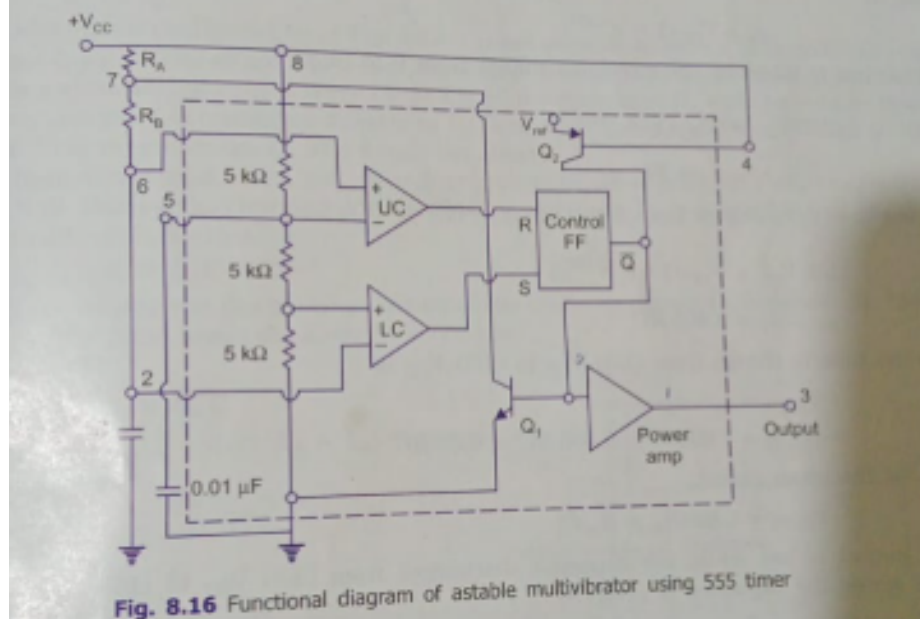 +Vcc
RA
8
7
RB
Vref
Q2
4
6
5 kΩ
+
UC
−
5
R
Control
FF
Q̅
5 kΩ
S
+
LC
−
5 kΩ
2
Q1
Power
amp
3
Output
0.01 µF
Fig. 8.16 Functional diagram of astable multivibrator using 555 timer